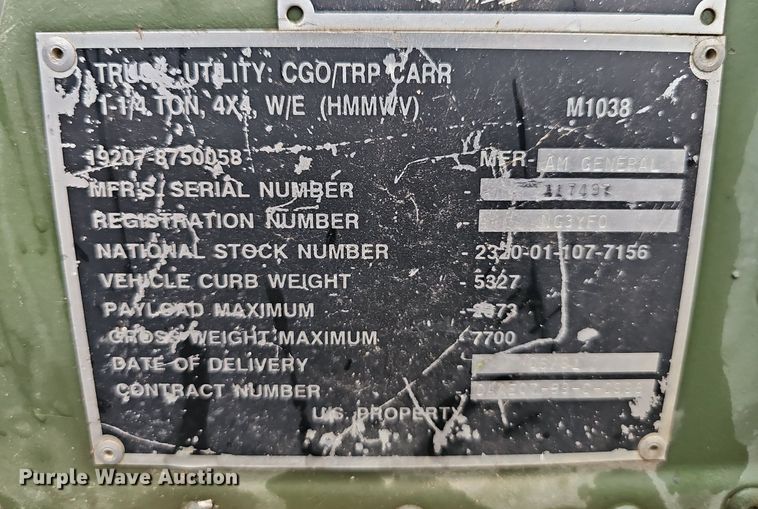 TRUCK, UTILITY: CGO/TRP CARR
1-1/4 TON, 4X4, W/E (HMMWV) M1038
19207-8750058 MFR- AM GENERAL
MFR'S. SERIAL NUMBER -
REGISTRATION NUMBER - NG3YFO
NATIONAL STOCK NUMBER - 2320-01-107-7156
VEHICLE CURB WEIGHT - 5327
PAYLOAD MAXIMUM - 2373
GROSS WEIGHT MAXIMUM - 7700
DATE OF DELIVERY -
CONTRACT NUMBER -
U.S. PROPERTY
Purple Wave Auction